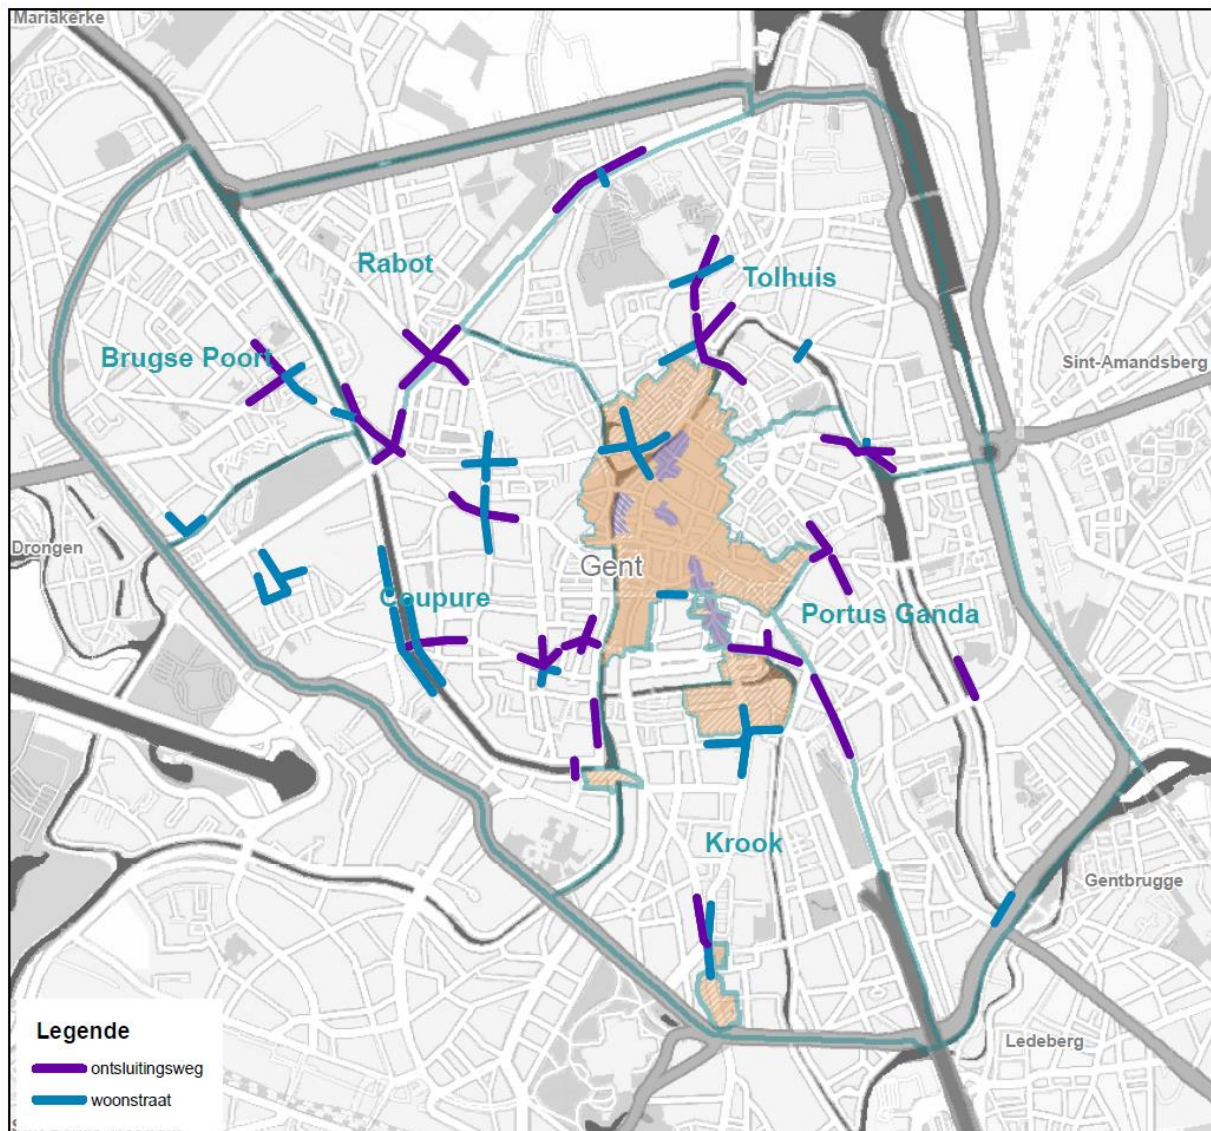 Mariakerke
Rabot
Tolhuis
Brugse Poort
Sint-Amandsberg
Drongen
Gent
Coupure
Portus Ganda
Krook
Gentbrugge
Legende
Ledeberg
ontsluitingsweg
woonstraat